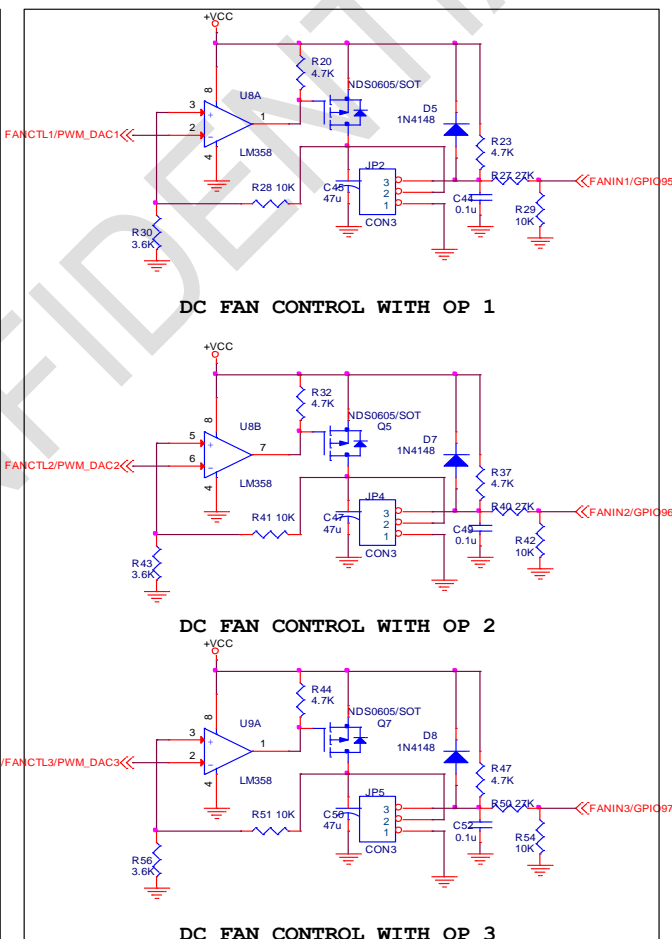 +VCC
R20
4.7K
NDS0605/SOT
8
U8A
D5
1N4148
3
+
1
FANCTL1/PWM_DAC1
2
-
R23
4.7K
4
LM358
JP2
R27 27K
FANIN1/GPIO95
R28 10K
C45
47u
3
2
1
C44
0.1u
R29
10K
CON3
R30
3.6K
DC FAN CONTROL WITH OP 1
+VCC
R32
4.7K
NDS0605/SOT
Q5
8
U8B
D7
1N4148
5
+
7
FANCTL2/PWM_DAC2
6
-
R37
4.7K
4
LM358
JP4
R40 27K
FANIN2/GPIO96
R41 10K
C47
47u
3
2
1
C49
0.1u
R42
10K
CON3
R43
3.6K
DC FAN CONTROL WITH OP 2
+VCC
R44
4.7K
NDS0605/SOT
Q7
8
U9A
D8
1N4148
3
+
1
/FANCTL3/PWM_DAC3
2
-
R47
4.7K
4
LM358
JP5
R50 27K
FANIN3/GPIO97
R51 10K
C50
47u
3
2
1
C52
0.1u
R54
10K
CON3
R56
3.6K
DC FAN CONTROL WITH OP 3